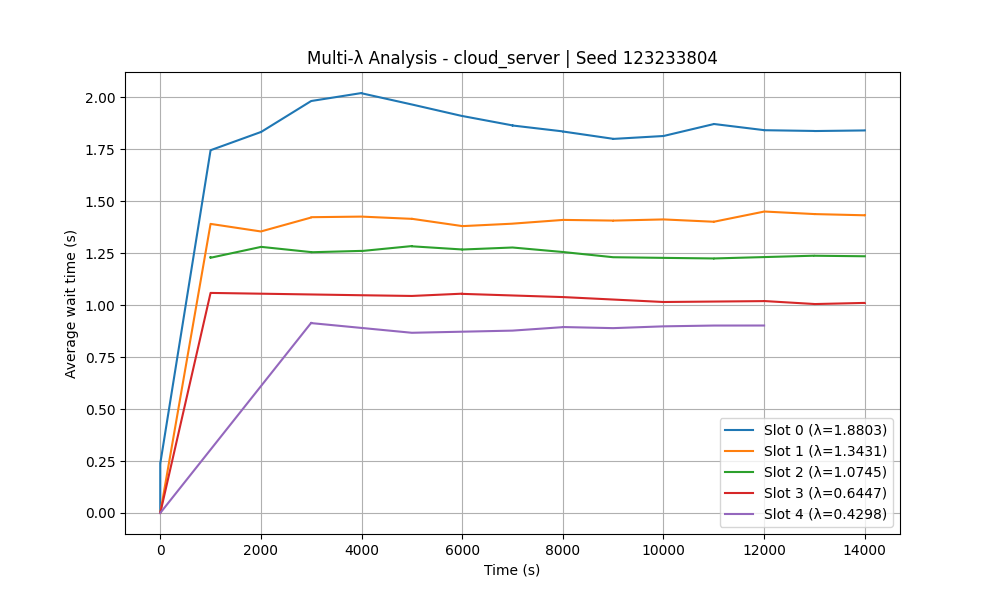 Multi-λ Analysis - cloud_server | Seed 123233804
Average wait time (s)
2.00
1.75
1.50
1.25
1.00
0.75
0.50
0.25
0.00
Slot 0 (λ=1.8803)
Slot 1 (λ=1.3431)
Slot 2 (λ=1.0745)
Slot 3 (λ=0.6447)
Slot 4 (λ=0.4298)
0 2000 4000 6000 8000 10000 12000 14000
Time (s)